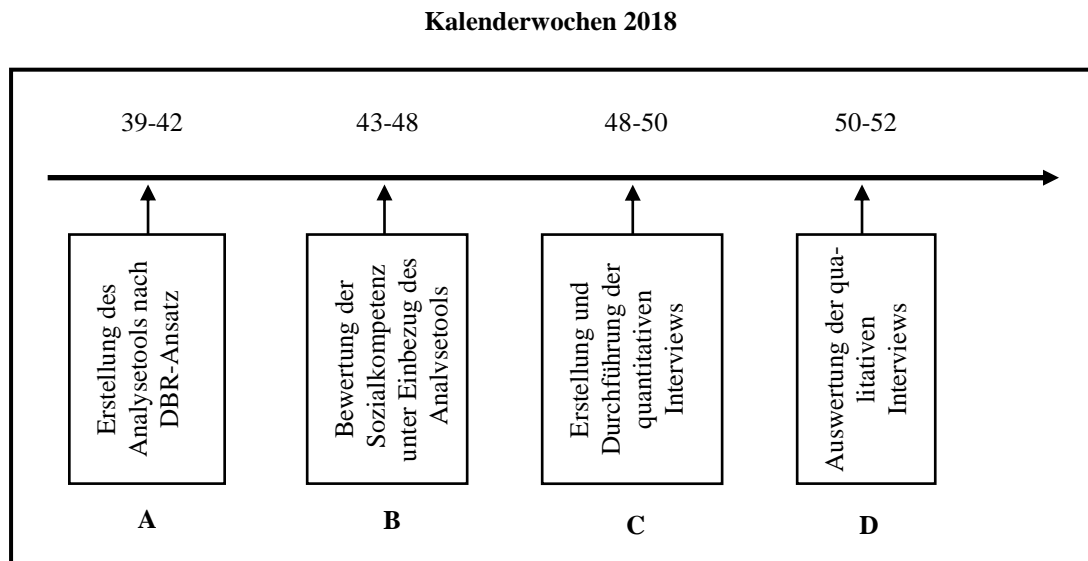 Kalenderwochen 2018
39-42
43-48
48-50
50-52
Erstellung des
Analysetools nach
DBR-Ansatz
Bewertung der
Sozialkompetenz
unter Einbezug des
Analysetools
Erstellung und
Durchführung der
quantitativen
Interviews
Auswertung der qua-
litativen
Interviews
A
B
C
D